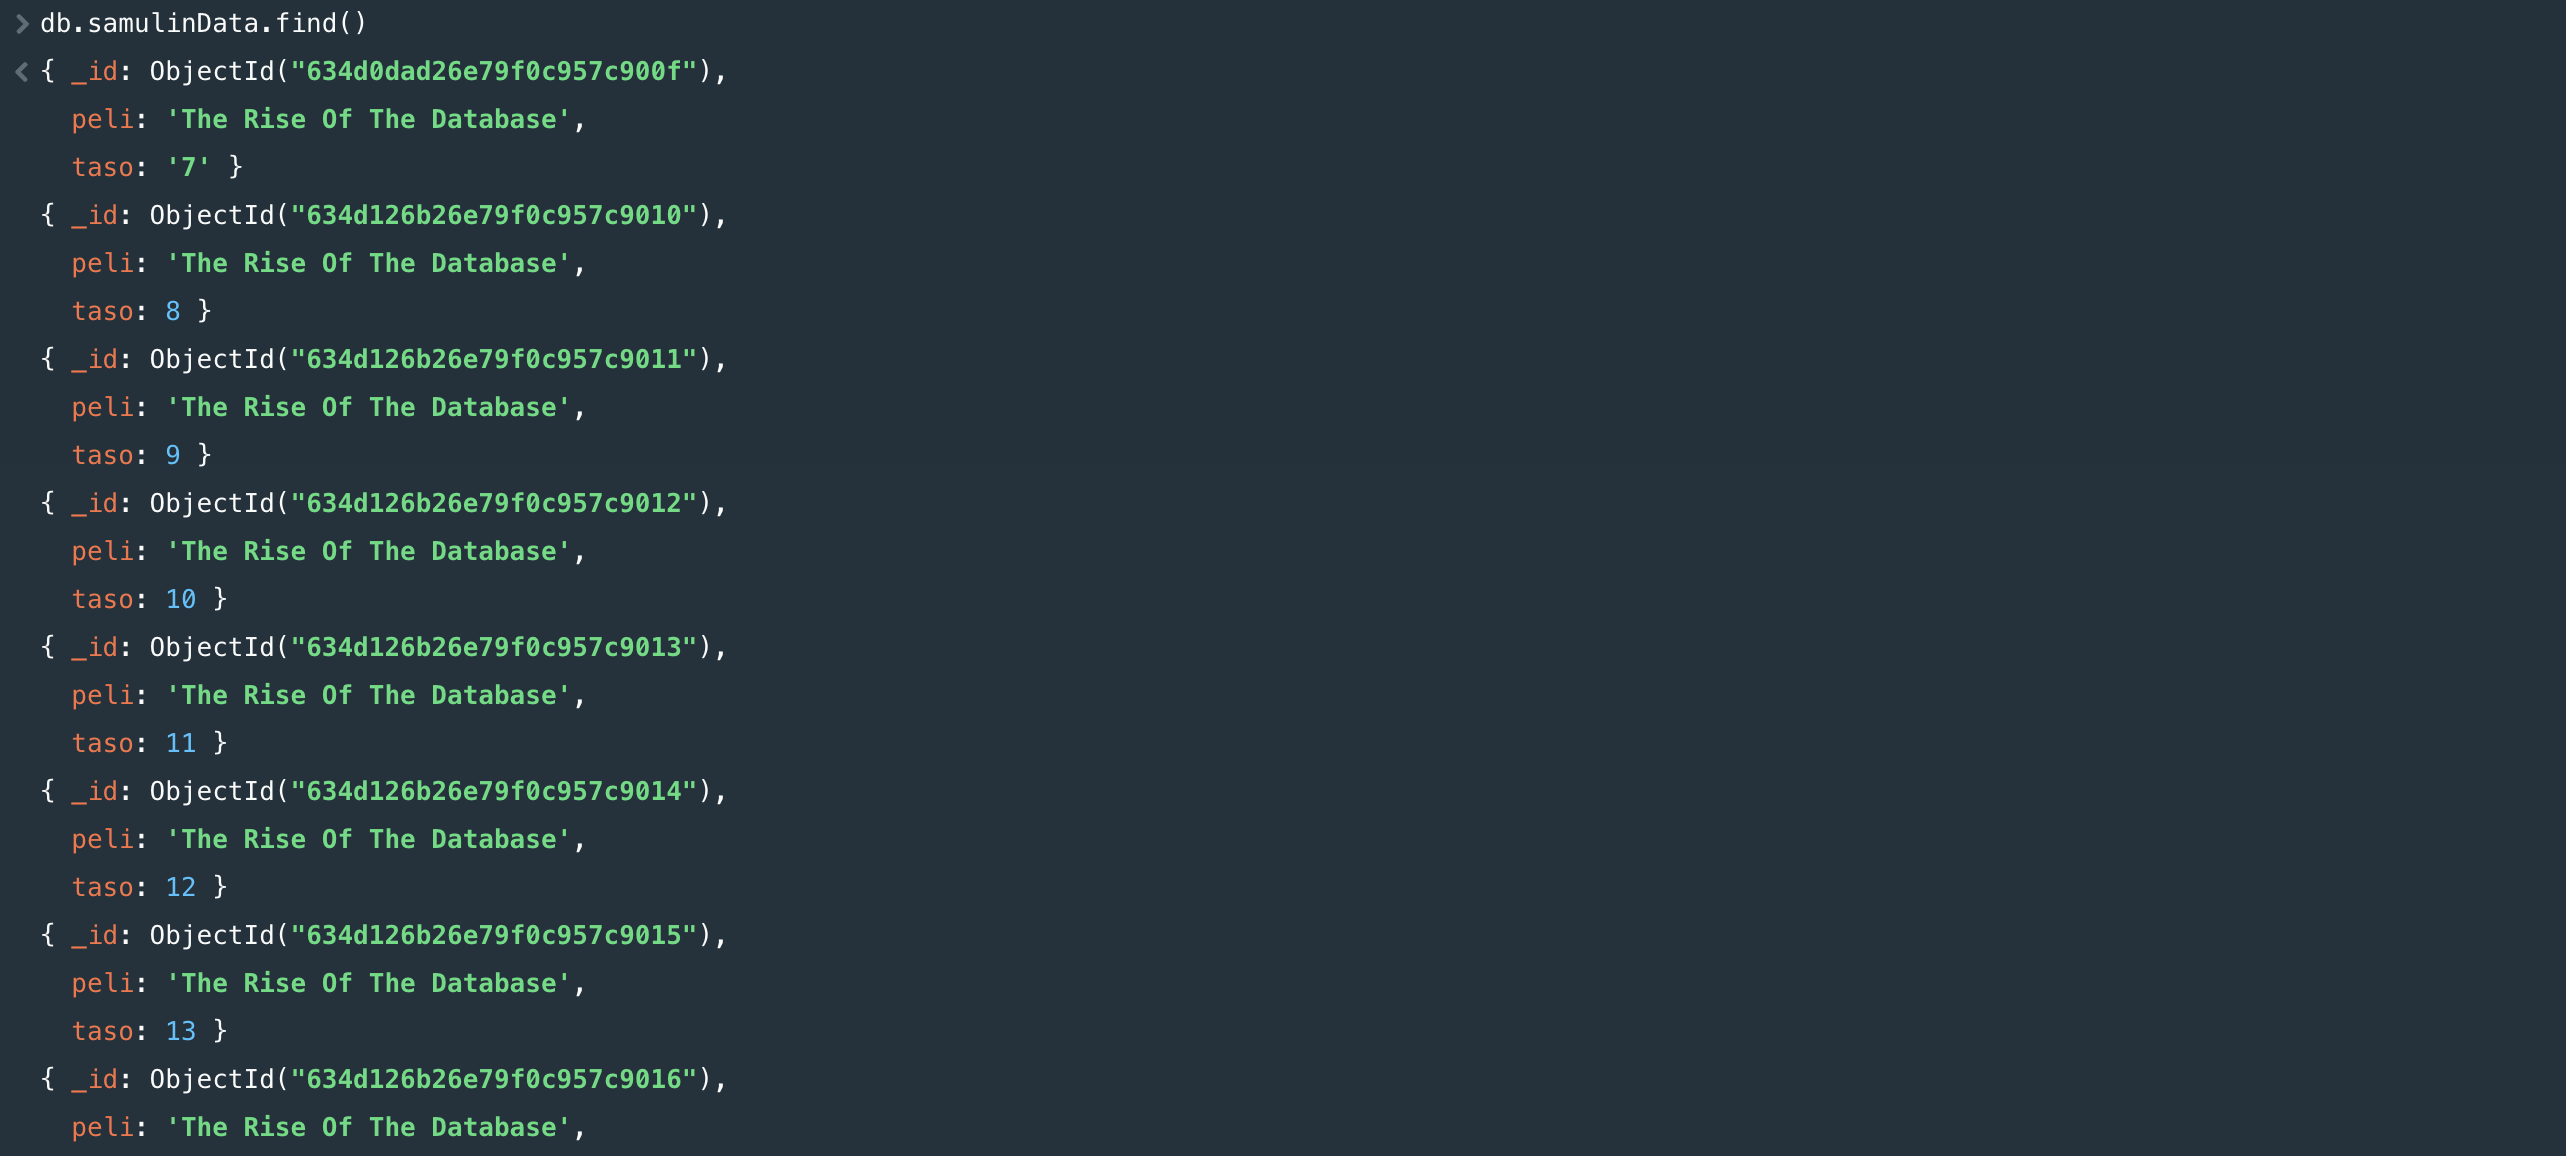 > db.samulinData.find()
< { _id: ObjectId("634d0dad26e79f0c957c900f"),
peli: 'The Rise Of The Database',
taso: '7' }
{ _id: ObjectId("634d126b26e79f0c957c9010"),
peli: 'The Rise Of The Database',
taso: 8 }
{ _id: ObjectId("634d126b26e79f0c957c9011"),
peli: 'The Rise Of The Database',
taso: 9 }
{ _id: ObjectId("634d126b26e79f0c957c9012"),
peli: 'The Rise Of The Database',
taso: 10 }
{ _id: ObjectId("634d126b26e79f0c957c9013"),
peli: 'The Rise Of The Database',
taso: 11 }
{ _id: ObjectId("634d126b26e79f0c957c9014"),
peli: 'The Rise Of The Database',
taso: 12 }
{ _id: ObjectId("634d126b26e79f0c957c9015"),
peli: 'The Rise Of The Database',
taso: 13 }
{ _id: ObjectId("634d126b26e79f0c957c9016"),
peli: 'The Rise Of The Database',